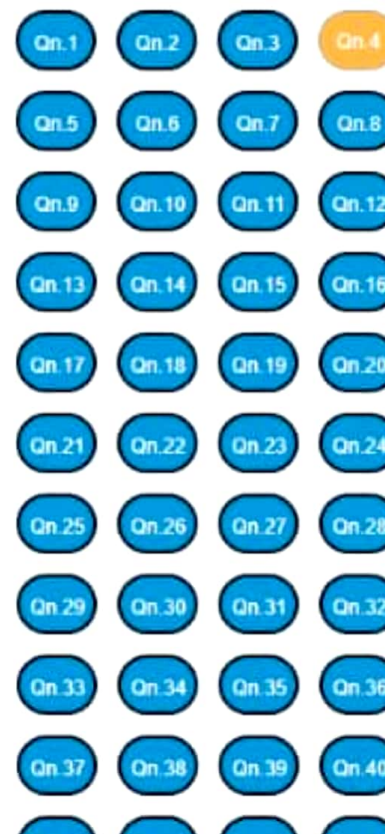 Qn.1 Qn.2 Qn.3 Qn.4
Qn.5 Qn.6 Qn.7 Qn.8
Qn.9 Qn.10 Qn.11 Qn.12
Qn.13 Qn.14 Qn.15 Qn.16
Qn.17 Qn.18 Qn.19 Qn.20
Qn.21 Qn.22 Qn.23 Qn.24
Qn.25 Qn.26 Qn.27 Qn.28
Qn.29 Qn.30 Qn.31 Qn.32
Qn.33 Qn.34 Qn.35 Qn.36
Qn.37 Qn.38 Qn.39 Qn.40